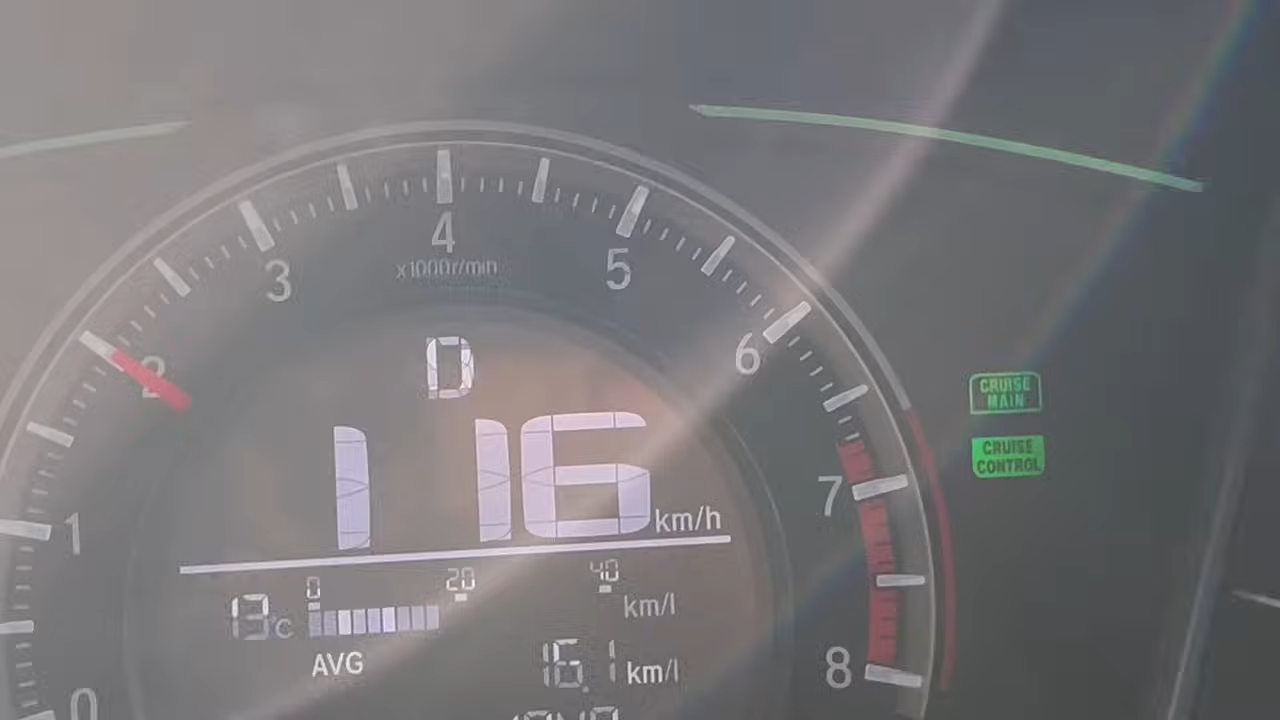 4
3
5
x1000r/min
D
2
6
CRUISE
MAIN
116 km/h
CRUISE
CONTROL
7
1
0 20 40
km/l
AVG
16.1 km/l
8
0